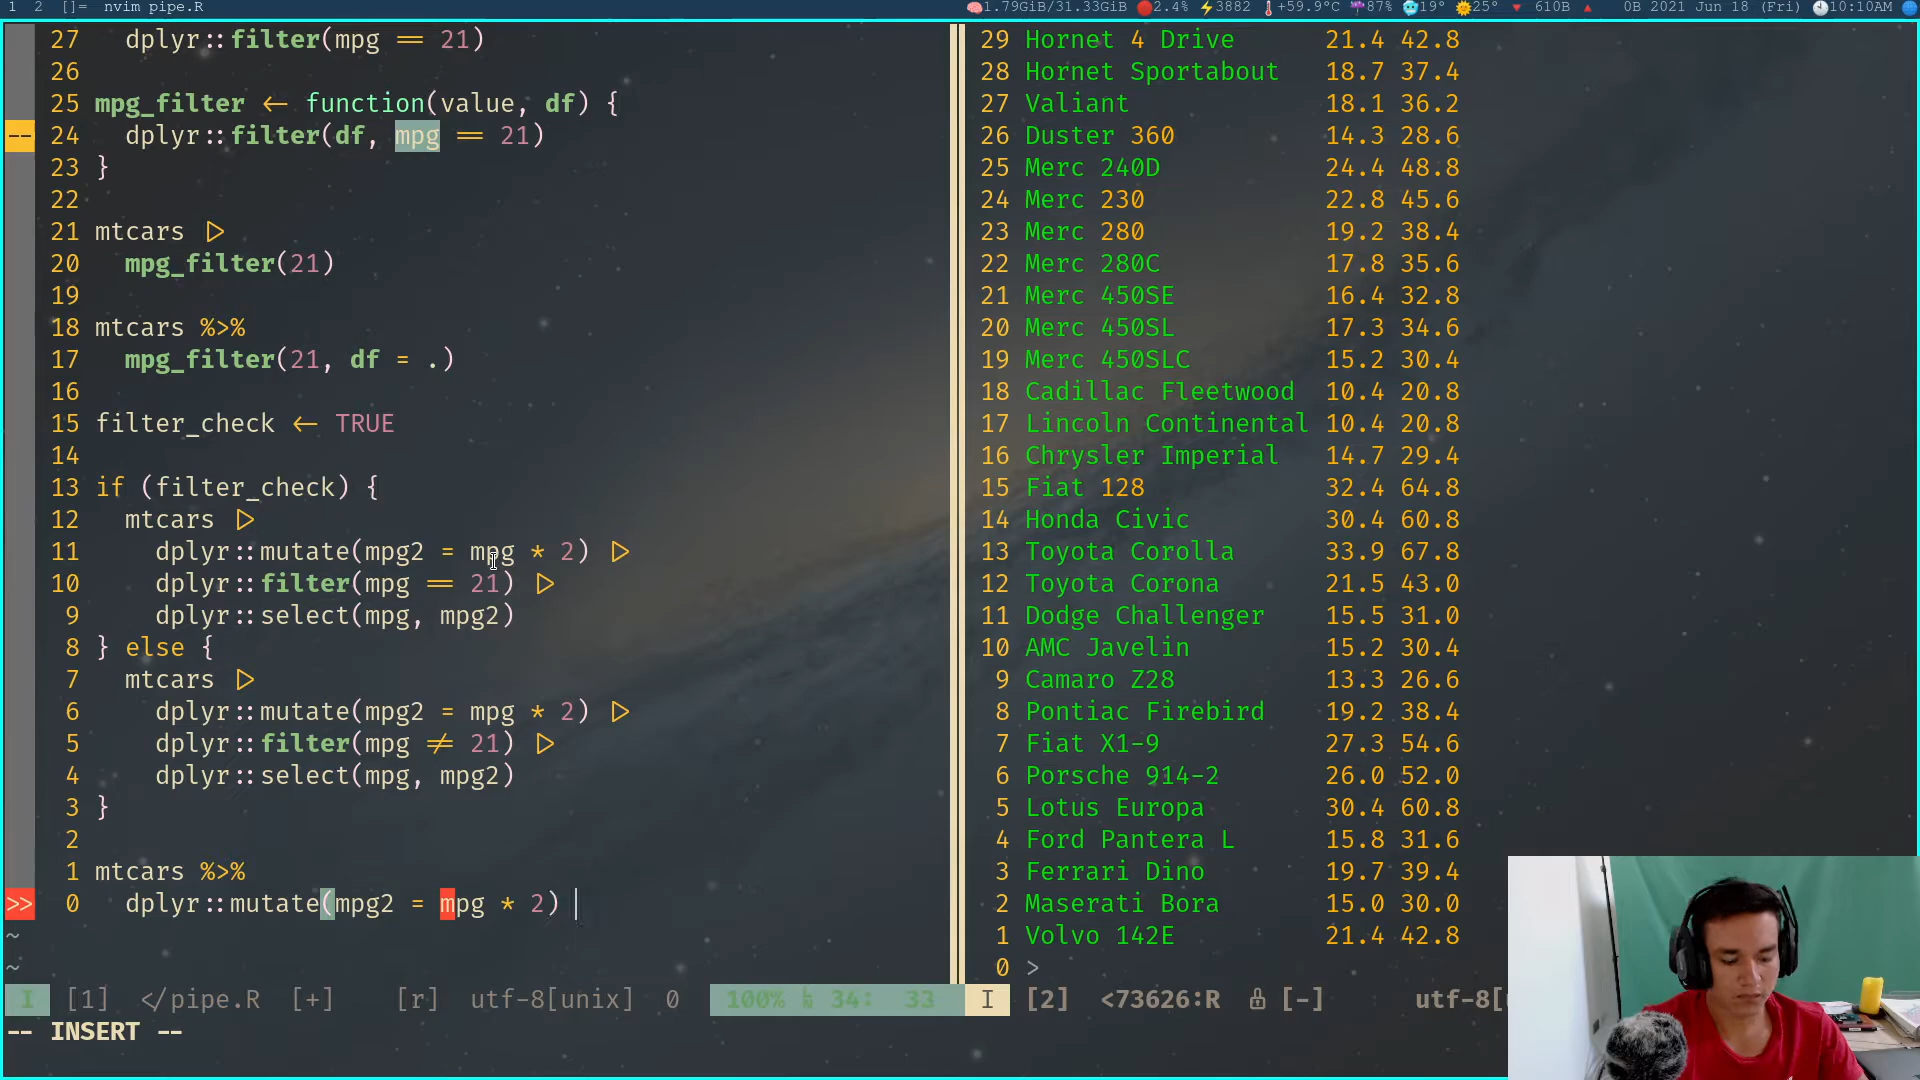 1 2 []= nvim pipe.R 1.79GiB/31.33GiB 2.4% 3882 +59.9°C 87% 19° 25° 610B 0B 2021 Jun 18 (Fri) 10:10AM
27 dplyr::filter(mpg == 21)
26
25 mpg_filter <- function(value, df) {
-- 24 dplyr::filter(df, mpg == 21)
23 }
22
21 mtcars |>
20 mpg_filter(21)
19
18 mtcars %>%
17 mpg_filter(21, df = .)
16
15 filter_check <- TRUE
14
13 if (filter_check) {
12 mtcars |>
11 dplyr::mutate(mpg2 = mpg * 2) |>
10 dplyr::filter(mpg == 21) |>
9 dplyr::select(mpg, mpg2)
8 } else {
7 mtcars |>
6 dplyr::mutate(mpg2 = mpg * 2) |>
5 dplyr::filter(mpg != 21) |>
4 dplyr::select(mpg, mpg2)
3 }
2
1 mtcars %>%
>> 0 dplyr::mutate(mpg2 = mpg * 2)
~
~
I [1] </pipe.R [+] [r] utf-8[unix] 0 100% 34: 33
-- INSERT --
29 Hornet 4 Drive 21.4 42.8
28 Hornet Sportabout 18.7 37.4
27 Valiant 18.1 36.2
26 Duster 360 14.3 28.6
25 Merc 240D 24.4 48.8
24 Merc 230 22.8 45.6
23 Merc 280 19.2 38.4
22 Merc 280C 17.8 35.6
21 Merc 450SE 16.4 32.8
20 Merc 450SL 17.3 34.6
19 Merc 450SLC 15.2 30.4
18 Cadillac Fleetwood 10.4 20.8
17 Lincoln Continental 10.4 20.8
16 Chrysler Imperial 14.7 29.4
15 Fiat 128 32.4 64.8
14 Honda Civic 30.4 60.8
13 Toyota Corolla 33.9 67.8
12 Toyota Corona 21.5 43.0
11 Dodge Challenger 15.5 31.0
10 AMC Javelin 15.2 30.4
9 Camaro Z28 13.3 26.6
8 Pontiac Firebird 19.2 38.4
7 Fiat X1-9 27.3 54.6
6 Porsche 914-2 26.0 52.0
5 Lotus Europa 30.4 60.8
4 Ford Pantera L 15.8 31.6
3 Ferrari Dino 19.7 39.4
2 Maserati Bora 15.0 30.0
1 Volvo 142E 21.4 42.8
0 >
I [2] <73626:R [-] utf-8[